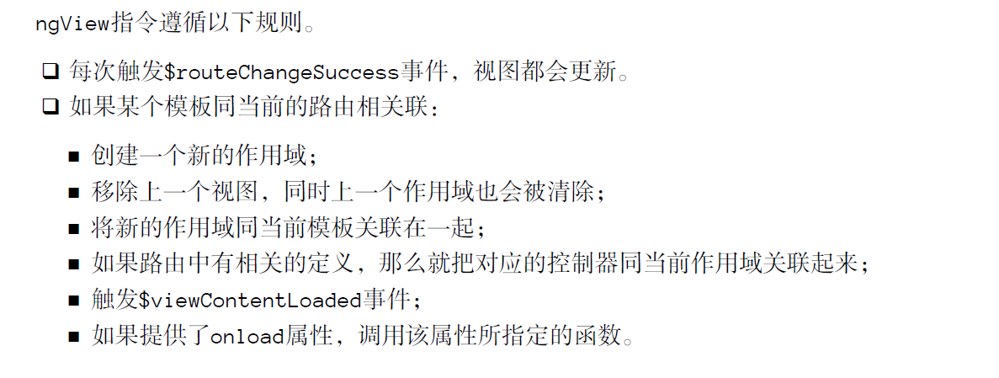 ngView指令遵循以下规则。
❑ 每次触发$routeChangeSuccess事件，视图都会更新。
❑ 如果某个模板同当前的路由相关联：
■ 创建一个新的作用域；
■ 移除上一个视图，同时上一个作用域也会被清除；
■ 将新的作用域同当前模板关联在一起；
■ 如果路由中有相关的定义，那么就把对应的控制器同当前作用域关联起来；
■ 触发$viewContentLoaded事件；
■ 如果提供了onload属性，调用该属性所指定的函数。